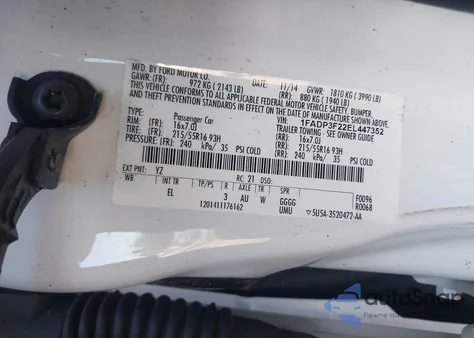 MFD. BY FORD MOTOR CO.
DATE: 11/14 GVWR: 1810 KG ( 3990 LB)
GAWR: (FR): 972 KG ( 2143 LB) (RR): 880 KG ( 1940 LB)
THIS VEHICLE CONFORMS TO ALL APPLICABLE FEDERAL MOTOR VEHICLE SAFETY, BUMPER,
AND THEFT PREVENTION STANDARDS IN EFFECT ON THE DATE OF MANUFACTURE SHOWN ABOVE.
VIN: 1FADP3F22EL447352
TYPE: Passenger Car TRAILER TOWING - SEE OWNER GUIDE
RIM: (FR): 16x7.0J (RR): 16x7.0J
TIRE: (FR): 215/55R16 93H (RR): 215/55R16 93H
PRESSURE: (FR): 240 kPa/ 35 PSI COLD (RR): 240 kPa/ 35 PSI COLD
EXT PNT: YZ RC: 21 DSO: F0096
WB INT TR TP/PS R AXLE TR SPR R0068
EL 3 AU W GGGG
1201411176162 UMU ▽5U5A-3520472-AA
autoSnap